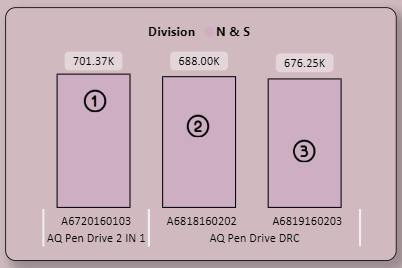 Division N & S
701.37K 688.00K 676.25K
1 2 3
A6720160103 A6818160202 A6819160203
AQ Pen Drive 2 IN 1 AQ Pen Drive DRC